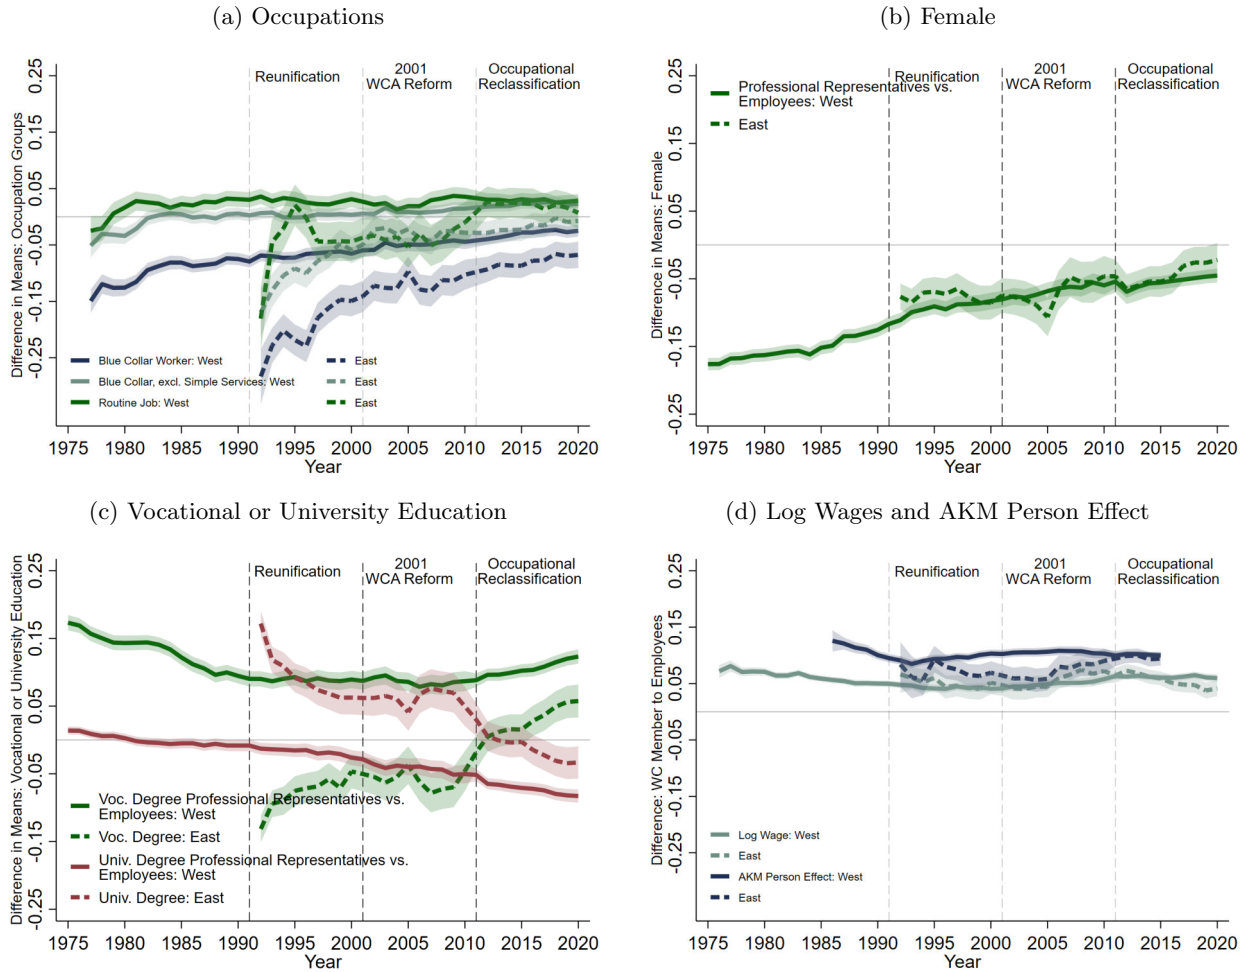 (a) Occupations
Difference in Means: Occupation Groups
0.25
0.15
0.05
-0.05
-0.15
-0.25
Reunification
2001
WCA Reform
Occupational
Reclassification
Blue Collar Worker: West
East
Blue Collar, excl. Simple Services: West
East
Routine Job: West
East
1975 1980 1985 1990 1995 2000 2005 2010 2015 2020
Year
(b) Female
Difference in Means: Female
0.25
0.15
0.05
-0.05
-0.15
-0.25
Reunification
2001
WCA Reform
Occupational
Reclassification
Professional Representatives vs.
Employees: West
East
1975 1980 1985 1990 1995 2000 2005 2010 2015 2020
Year
(c) Vocational or University Education
Difference in Means: Vocational or University Education
0.25
0.15
0.05
-0.05
-0.15
-0.25
Reunification
2001
WCA Reform
Occupational
Reclassification
Voc. Degree Professional Representatives vs.
Employees: West
Voc. Degree: East
Univ. Degree Professional Representatives vs.
Employees: West
Univ. Degree: East
1975 1980 1985 1990 1995 2000 2005 2010 2015 2020
Year
(d) Log Wages and AKM Person Effect
Difference: WC Member to Employees
0.25
0.15
0.05
-0.05
-0.15
-0.25
Reunification
2001
WCA Reform
Occupational
Reclassification
Log Wage: West
East
AKM Person Effect: West
East
1975 1980 1985 1990 1995 2000 2005 2010 2015 2020
Year